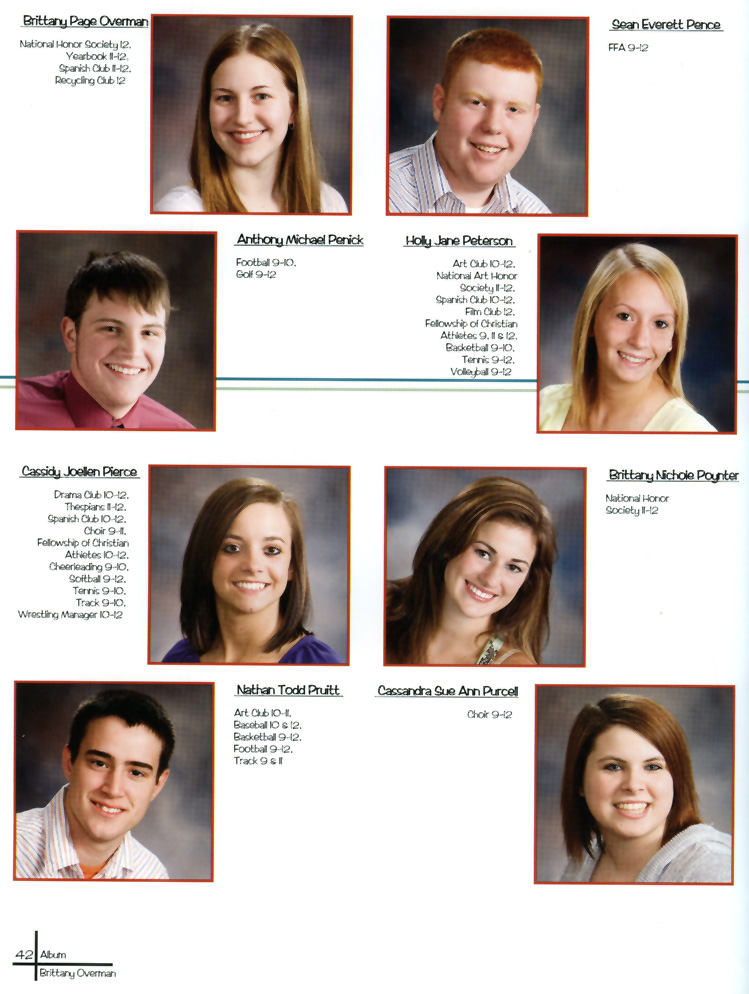 Brittany Page Overman
National Honor Society 12,
Yearbook 11-12,
Spanish Club 11-12,
Recycling Club 12
Sean Everett Pence
FFA 9-12
Anthony Michael Penick
Football 9-10,
Golf 9-12
Holly Jane Peterson
Art Club 10-12,
National Art Honor
Society 11-12,
Spanish Club 10-12,
Film Club 12,
Fellowship of Christian
Athletes 9, 11 & 12,
Basketball 9-10,
Tennis 9-12,
Volleyball 9-12
Cassidy Joellen Pierce
Drama Club 10-12,
Thespians 11-12,
Spanish Club 10-12,
Choir 9-11,
Fellowship of Christian
Athletes 10-12,
Cheerleading 9-10,
Softball 9-12,
Tennis 9-10,
Track 9-10,
Wrestling Manager 10-12
Brittany Nichole Poynter
National Honor
Society 11-12
Nathan Todd Pruitt
Art Club 10-11,
Baseball 10 & 12,
Basketball 9-12,
Football 9-12,
Track 9 & 11
Cassandra Sue Ann Purcell
Choir 9-12
42 Album
Brittany Overman